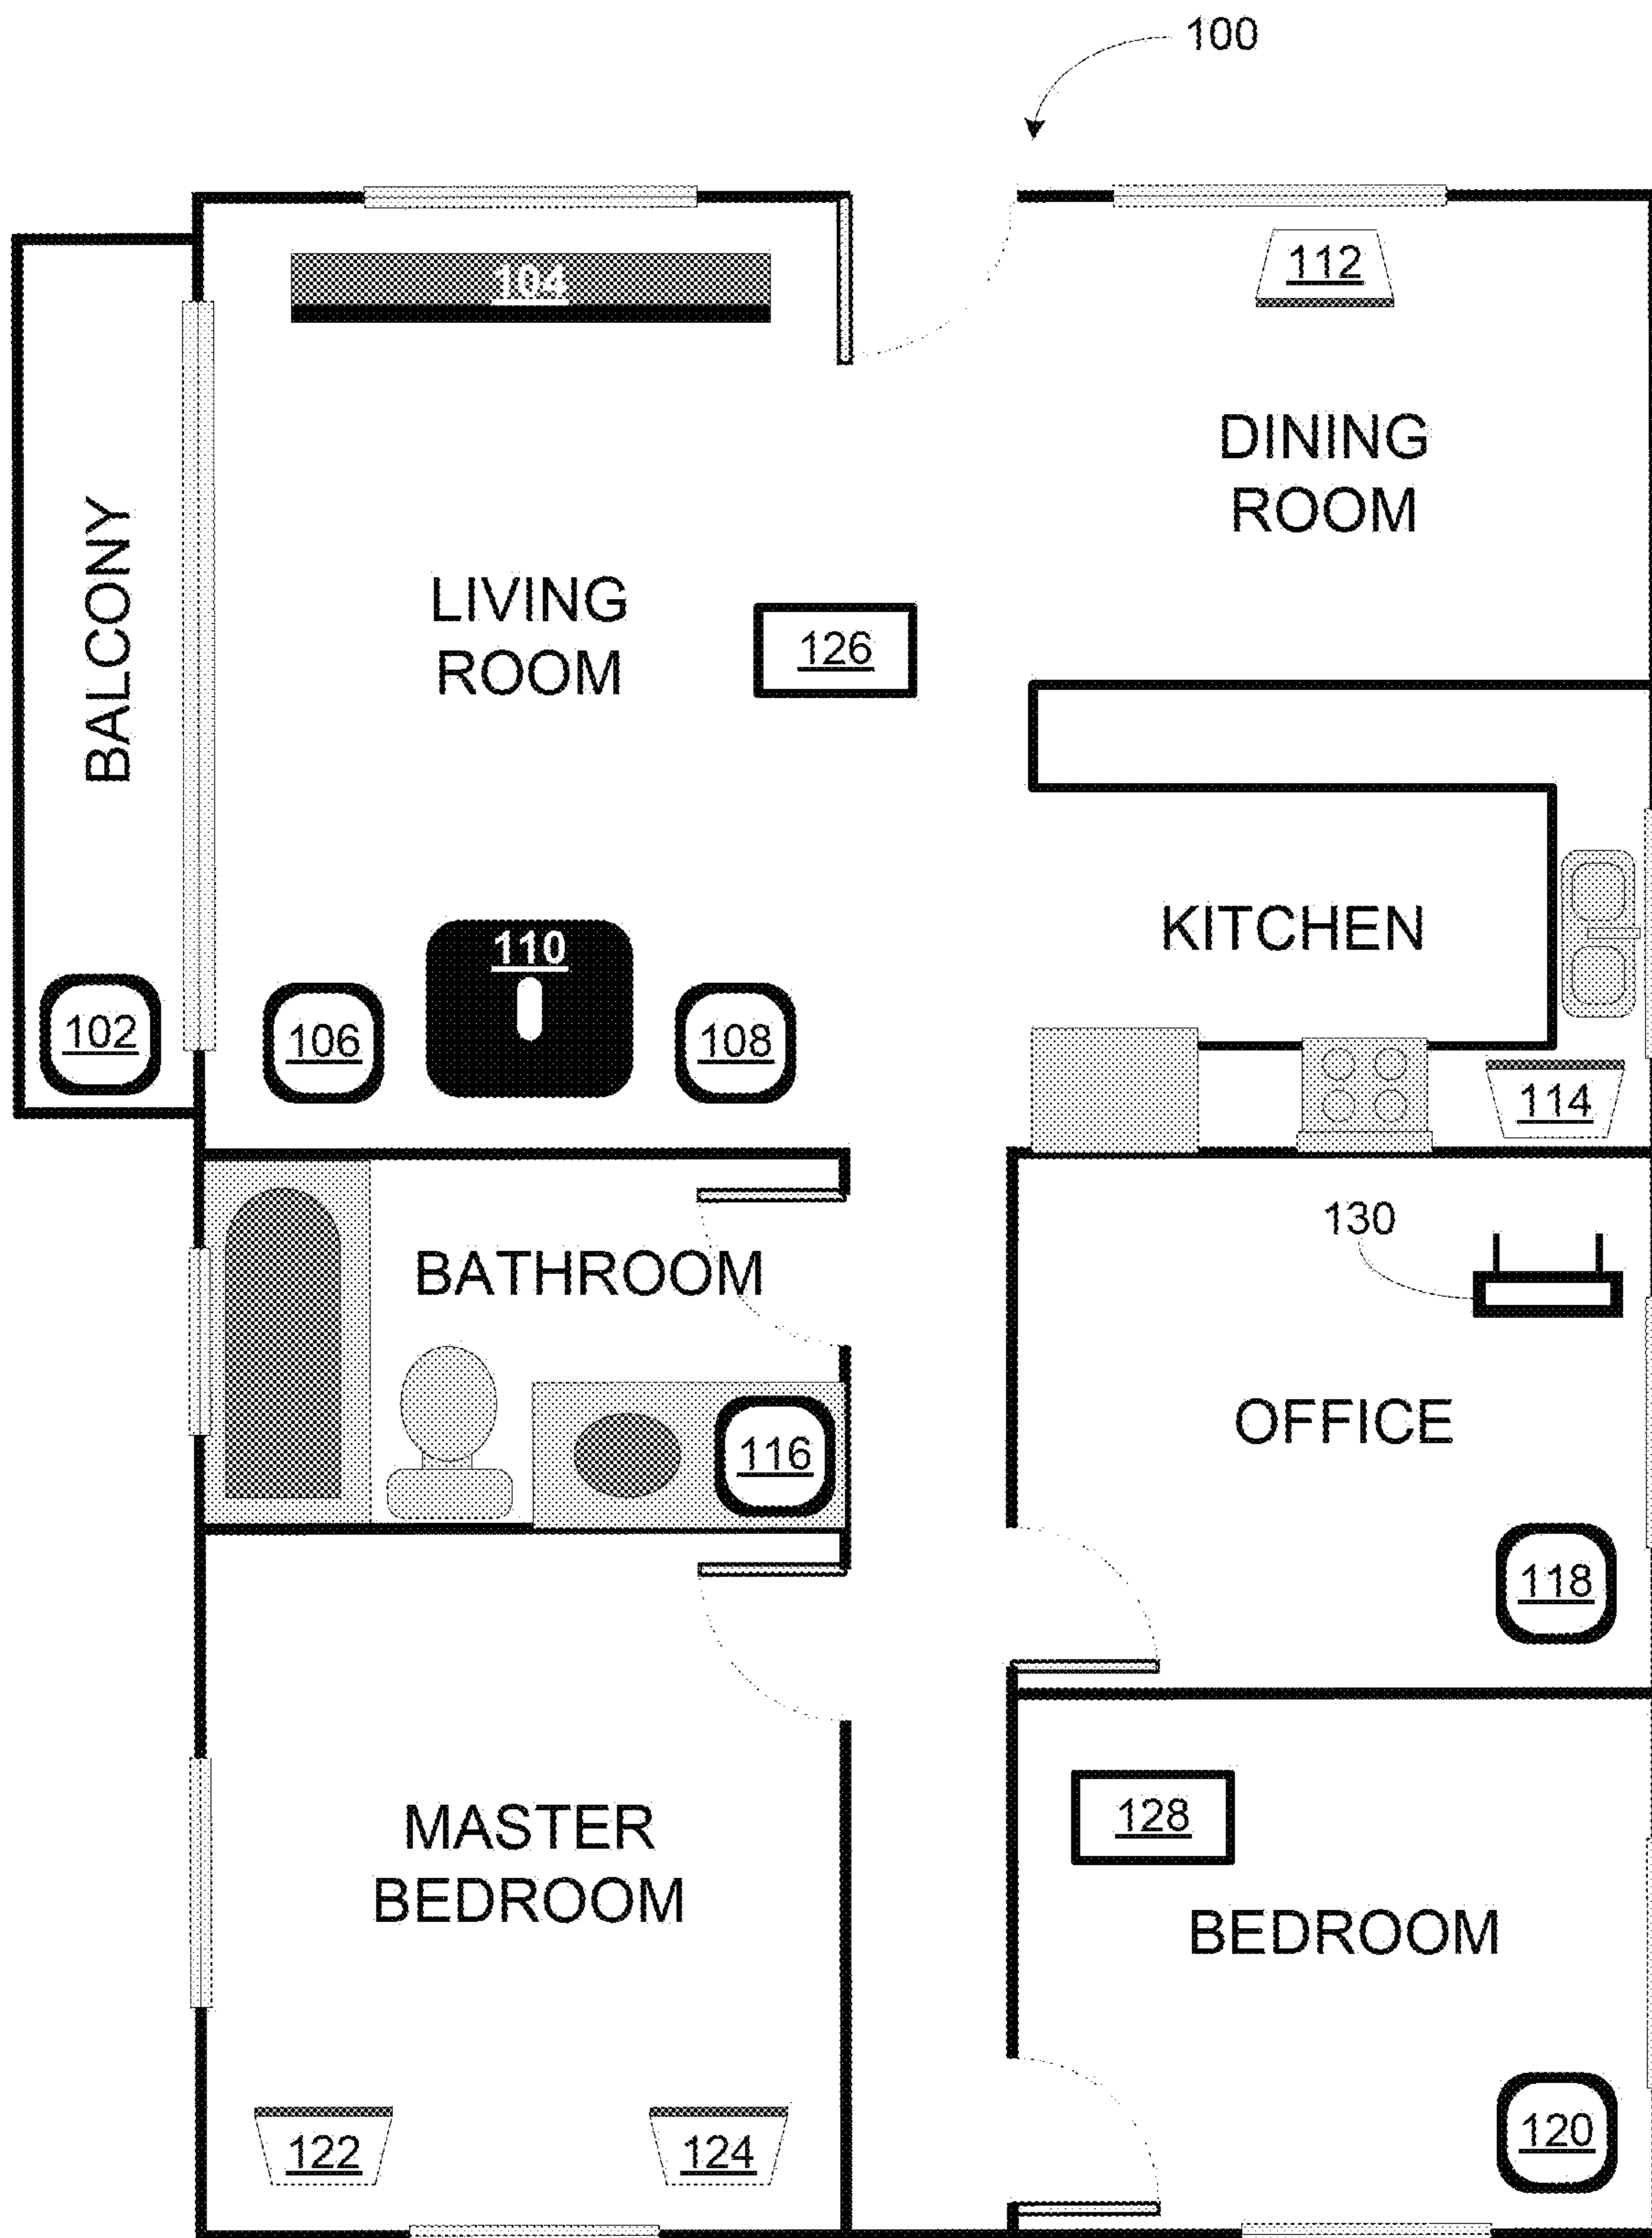 100
104
112
DINING
ROOM
BALCONY
LIVING
ROOM
126
KITCHEN
110
102
106
108
114
130
BATHROOM
OFFICE
116
118
MASTER
BEDROOM
128
BEDROOM
122
124
120